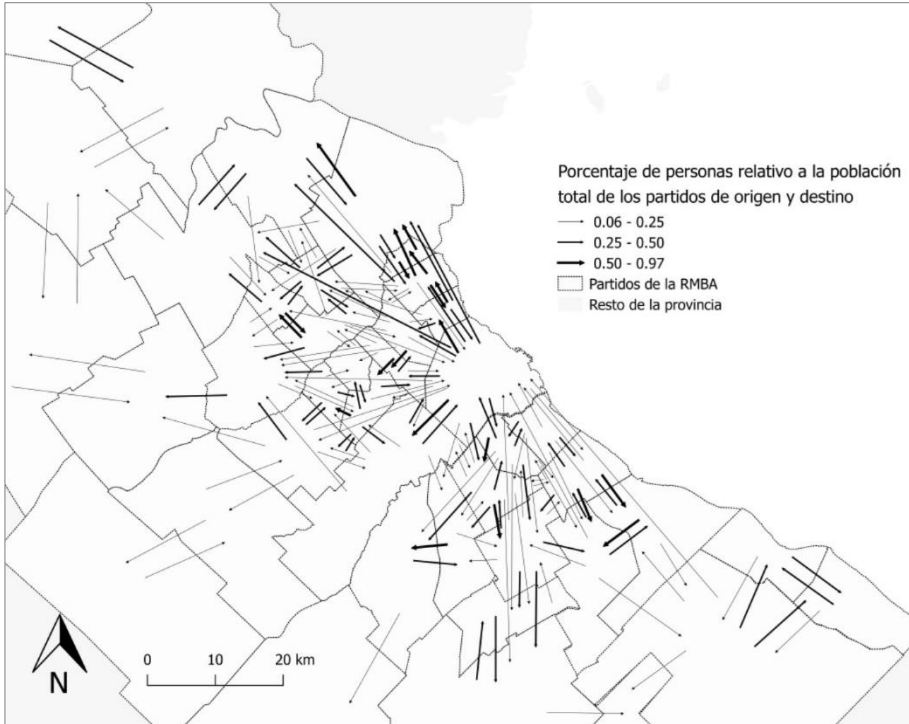 Porcentaje de personas relativo a la población
total de los partidos de origen y destino
0.06 - 0.25
0.25 - 0.50
0.50 - 0.97
Partidos de la RMBA
Resto de la provincia
N
0 10 20 km